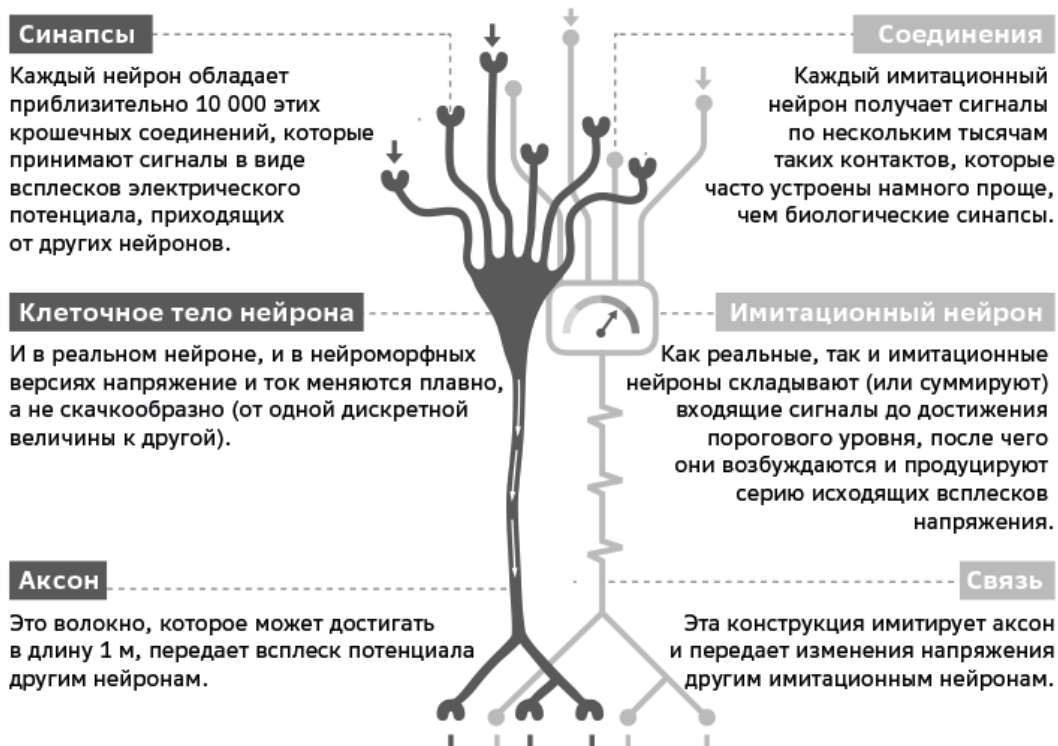 Синапсы
Каждый нейрон обладает
приблизительно 10 000 этих
крошечных соединений, которые
принимают сигналы в виде
всплесков электрического
потенциала, приходящих
от других нейронов.
Соединения
Каждый имитационный
нейрон получает сигналы
по нескольким тысячам
таких контактов, которые
часто устроены намного проще,
чем биологические синапсы.
Клеточное тело нейрона
И в реальном нейроне, и в нейроморфных
версиях напряжение и ток меняются плавно,
а не скачкообразно (от одной дискретной
величины к другой).
Имитационный нейрон
Как реальные, так и имитационные
нейроны складывают (или суммируют)
входящие сигналы до достижения
порогового уровня, после чего
они возбуждаются и продуцируют
серию исходящих всплесков
напряжения.
Аксон
Это волокно, которое может достигать
в длину 1 м, передает всплеск потенциала
другим нейронам.
Связь
Эта конструкция имитирует аксон
и передает изменения напряжения
другим имитационным нейронам.